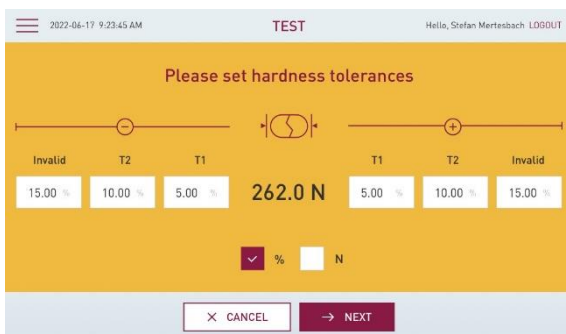 2022-06-17 9:23:45 AM TEST Hello, Stefan Mertesbach LOGOUT
Please set hardness tolerances
Invalid T2 T1 T1 T2 Invalid
15.00 % 10.00 % 5.00 % 262.0 N 5.00 % 10.00 % 15.00 %
% N
CANCEL NEXT